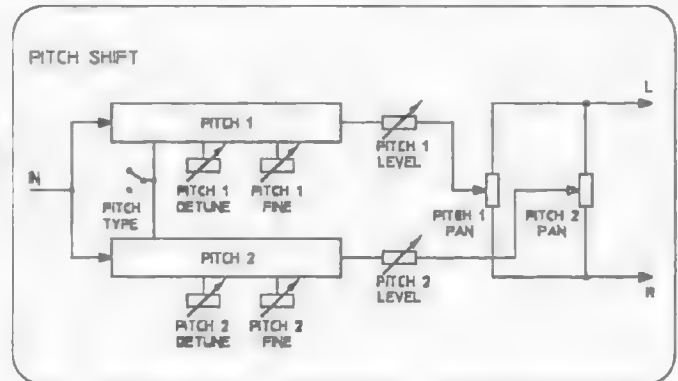 PITCH SHIFT
L
PITCH 1
PITCH 1
LEVEL
IN
PITCH
TYPE
PITCH 1
DETUNE
PITCH 1
FINE
PITCH 1
PAN
PITCH 2
PAN
PITCH 2
PITCH 2
LEVEL
R
PITCH 2
DETUNE
PITCH 2
FINE